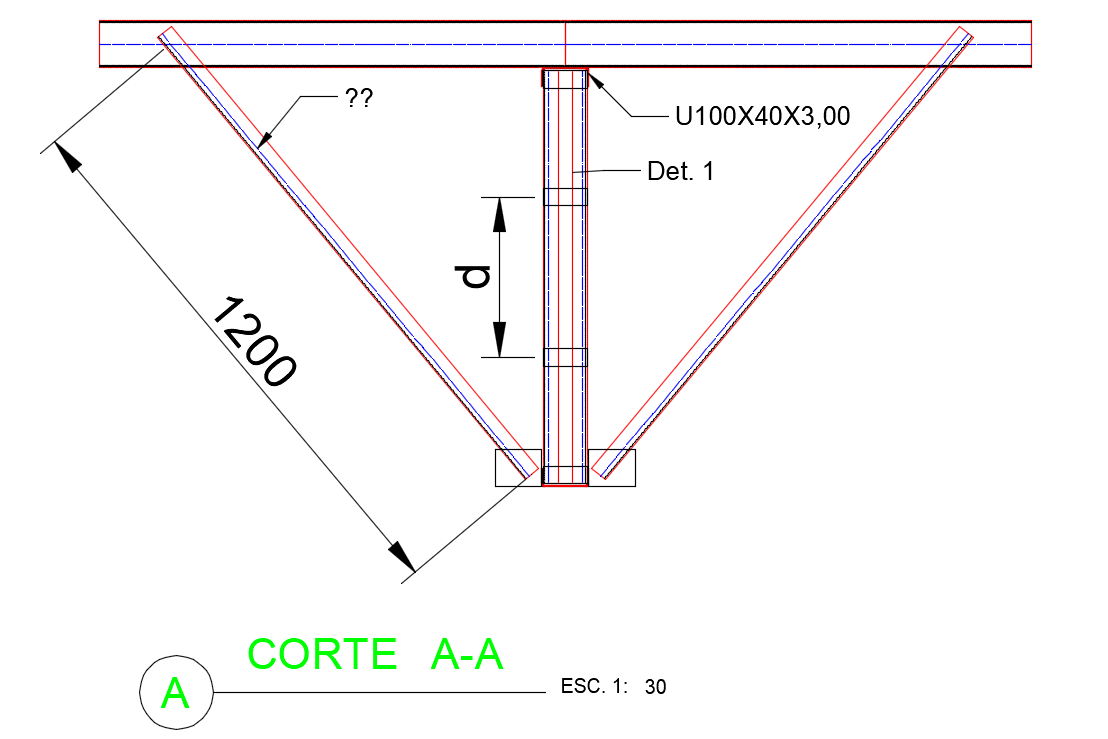 ??
U100X40X3,00
Det. 1
d
1200
CORTE A-A
A
ESC. 1: 30